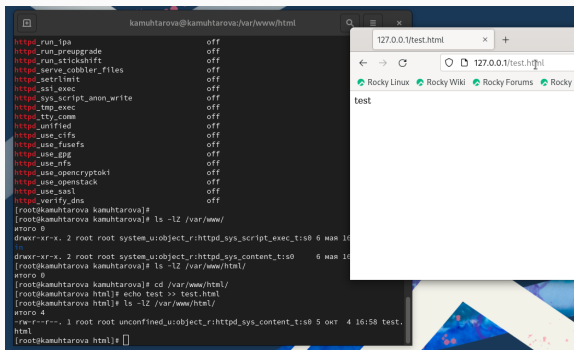 kamuhtarova@kamuhtarova:/var/www/html
httpd_run_ipa off
httpd_run_preupgrade off
httpd_run_stickshift off
httpd_serve_cobbler_files off
httpd_setrlimit off
httpd_ssi_exec off
httpd_sys_script_anon_write off
httpd_tmp_exec off
httpd_tty_comm off
httpd_unified off
httpd_use_cifs off
httpd_use_fusefs off
httpd_use_gpg off
httpd_use_nfs off
httpd_use_opencryptoki off
httpd_use_openstack off
httpd_use_sasl off
httpd_verify_dns off
[root@kamuhtarova kamuhtarova]#
[root@kamuhtarova kamuhtarova]# ls -lZ /var/www/
итого 0
drwxr-xr-x. 2 root root system_u:object_r:httpd_sys_script_exec_t:s0 6 мая 16
drwxr-xr-x. 2 root root system_u:object_r:httpd_sys_content_t:s0 6 мая 16
[root@kamuhtarova kamuhtarova]# ls -lZ /var/www/html/
итого 0
[root@kamuhtarova kamuhtarova]# cd /var/www/html/
[root@kamuhtarova html]# echo test >> test.html
[root@kamuhtarova html]# ls -lZ /var/www/html/
итого 4
-rw-r--r--. 1 root root unconfined_u:object_r:httpd_sys_content_t:s0 5 окт 4 16:58 test.
html
[root@kamuhtarova html]#
127.0.0.1/test.html
127.0.0.1/test.html
Rocky Linux Rocky Wiki Rocky Forums Rocky
test